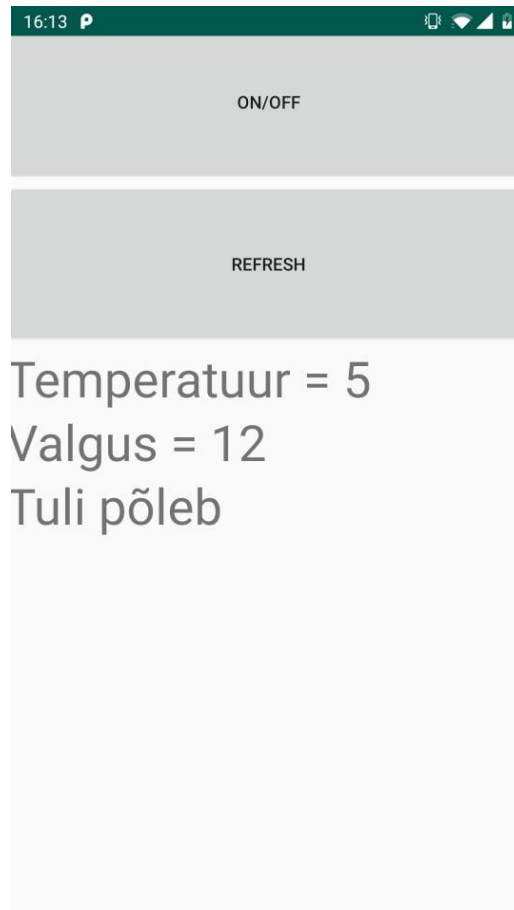 16:13
ON/OFF
REFRESH
Temperatuur = 5
Valgus = 12
Tuli põleb